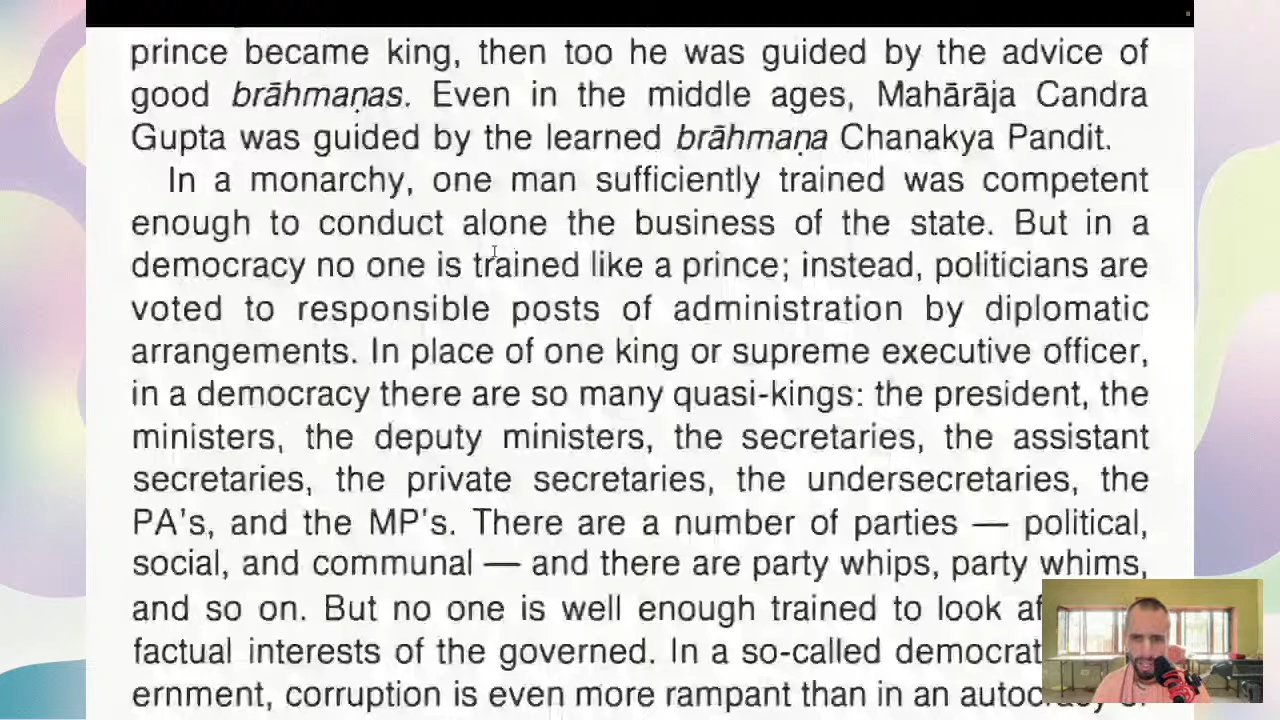 prince became king, then too he was guided by the advice of
good brāhmaṇas. Even in the middle ages, Mahārāja Candra
Gupta was guided by the learned brāhmaṇa Chanakya Pandit.
In a monarchy, one man sufficiently trained was competent
enough to conduct alone the business of the state. But in a
democracy no one is trained like a prince; instead, politicians are
voted to responsible posts of administration by diplomatic
arrangements. In place of one king or supreme executive officer,
in a democracy there are so many quasi-kings: the president, the
ministers, the deputy ministers, the secretaries, the assistant
secretaries, the private secretaries, the undersecretaries, the
PA's, and the MP's. There are a number of parties — political,
social, and communal — and there are party whips, party whims,
and so on. But no one is well enough trained to look
factual interests of the governed. In a so-called
ernment, corruption is even more rampant than in an